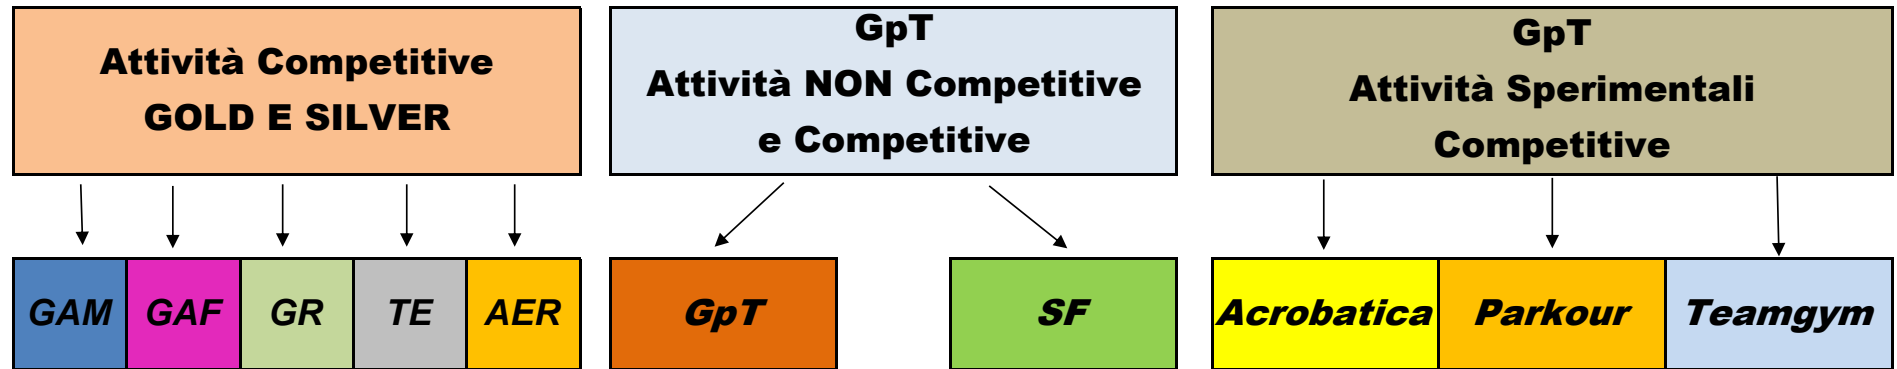 Attività Competitive
GOLD E SILVER
GpT
Attività NON Competitive
e Competitive
GpT
Attività Sperimentali
Competitive
GAM
GAF
GR
TE
AER
GpT
SF
Acrobatica
Parkour
Teamgym